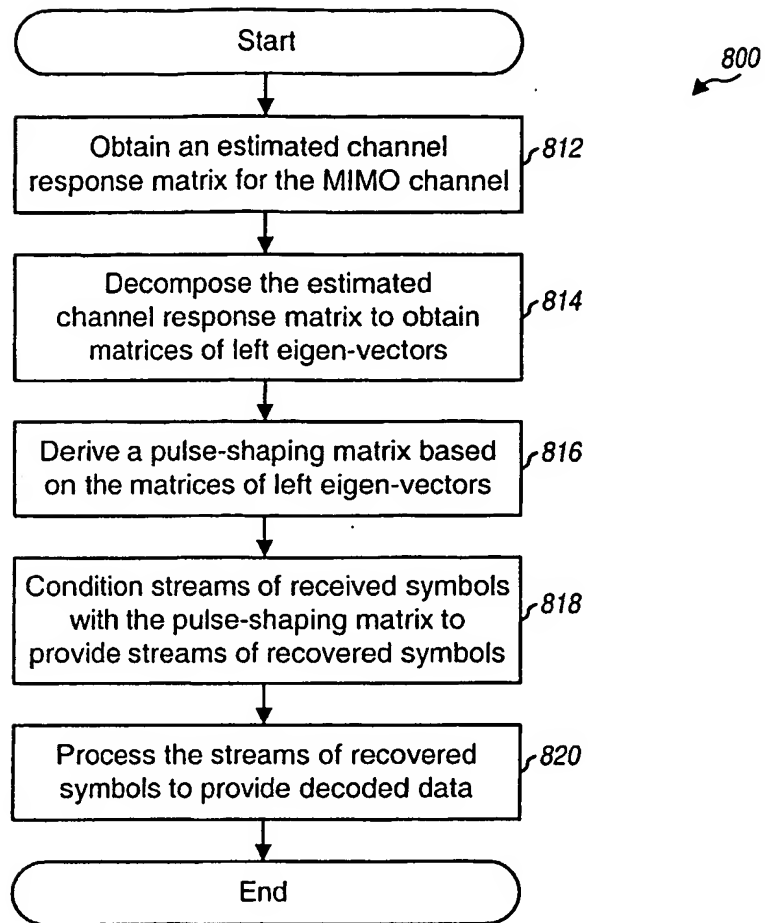 Start
800
Obtain an estimated channel
response matrix for the MIMO channel
812
Decompose the estimated
channel response matrix to obtain
matrices of left eigen-vectors
814
Derive a pulse-shaping matrix based
on the matrices of left eigen-vectors
816
Condition streams of received symbols
with the pulse-shaping matrix to
provide streams of recovered symbols
818
Process the streams of recovered
symbols to provide decoded data
820
End